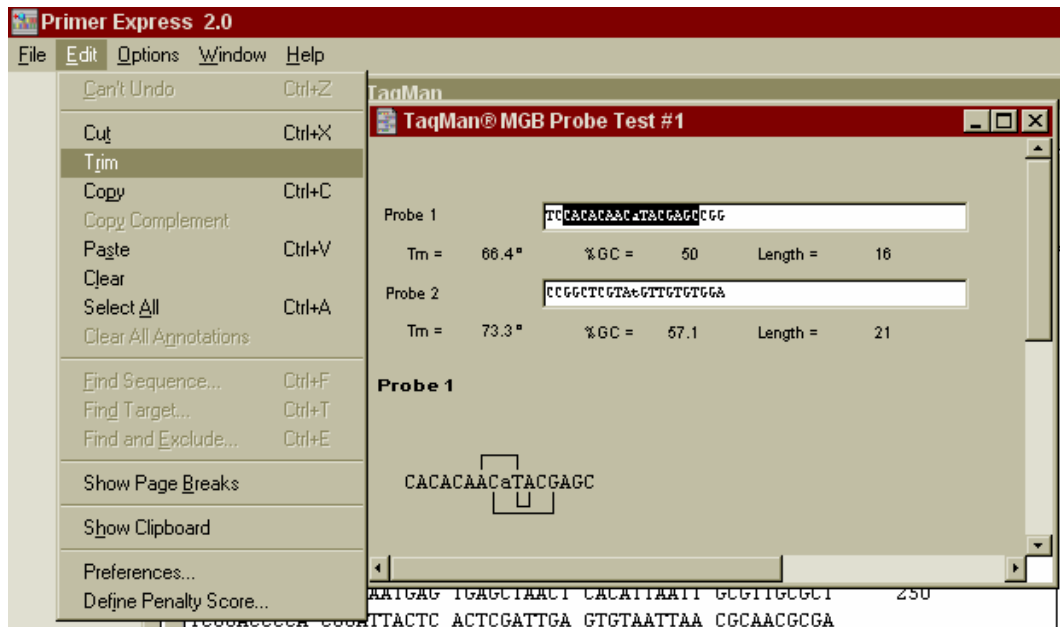 Primer Express 2.0
File Edit Options Window Help
Can't Undo Ctrl+Z
Cut Ctrl+X
Trim
Copy Ctrl+C
Copy Complement
Paste Ctrl+V
Clear
Select All Ctrl+A
Clear All Annotations
Find Sequence... Ctrl+F
Find Target... Ctrl+T
Find and Exclude... Ctrl+E
Show Page Breaks
Show Clipboard
Preferences...
Define Penalty Score...
TaqMan
TaqMan® MGB Probe Test #1
Probe 1 TCCACACAACaTACGAGCCGG
Tm = 66.4° %GC = 50 Length = 16
Probe 2 CCGGCTCGTAtGTTGTGTGGA
Tm = 73.3° %GC = 57.1 Length = 21
Probe 1
CACACAACaTACGAGC
AATGAG TGAGCTAACT CACATTAATT GCGTTGCGCT 250
ATTACTC ACTCGATTGA GTGTAATTAA CGCAACGCGA